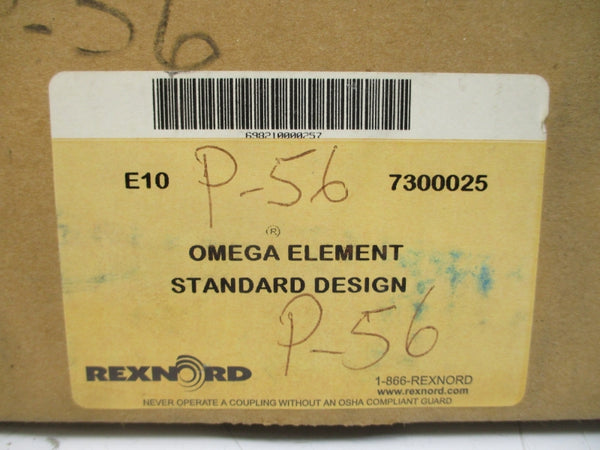 P-56
698210000257
E10 P-56 7300025
®
OMEGA ELEMENT
STANDARD DESIGN
P-56
REXNORD
1-866-REXNORD
www.rexnord.com
NEVER OPERATE A COUPLING WITHOUT AN OSHA COMPLIANT GUARD